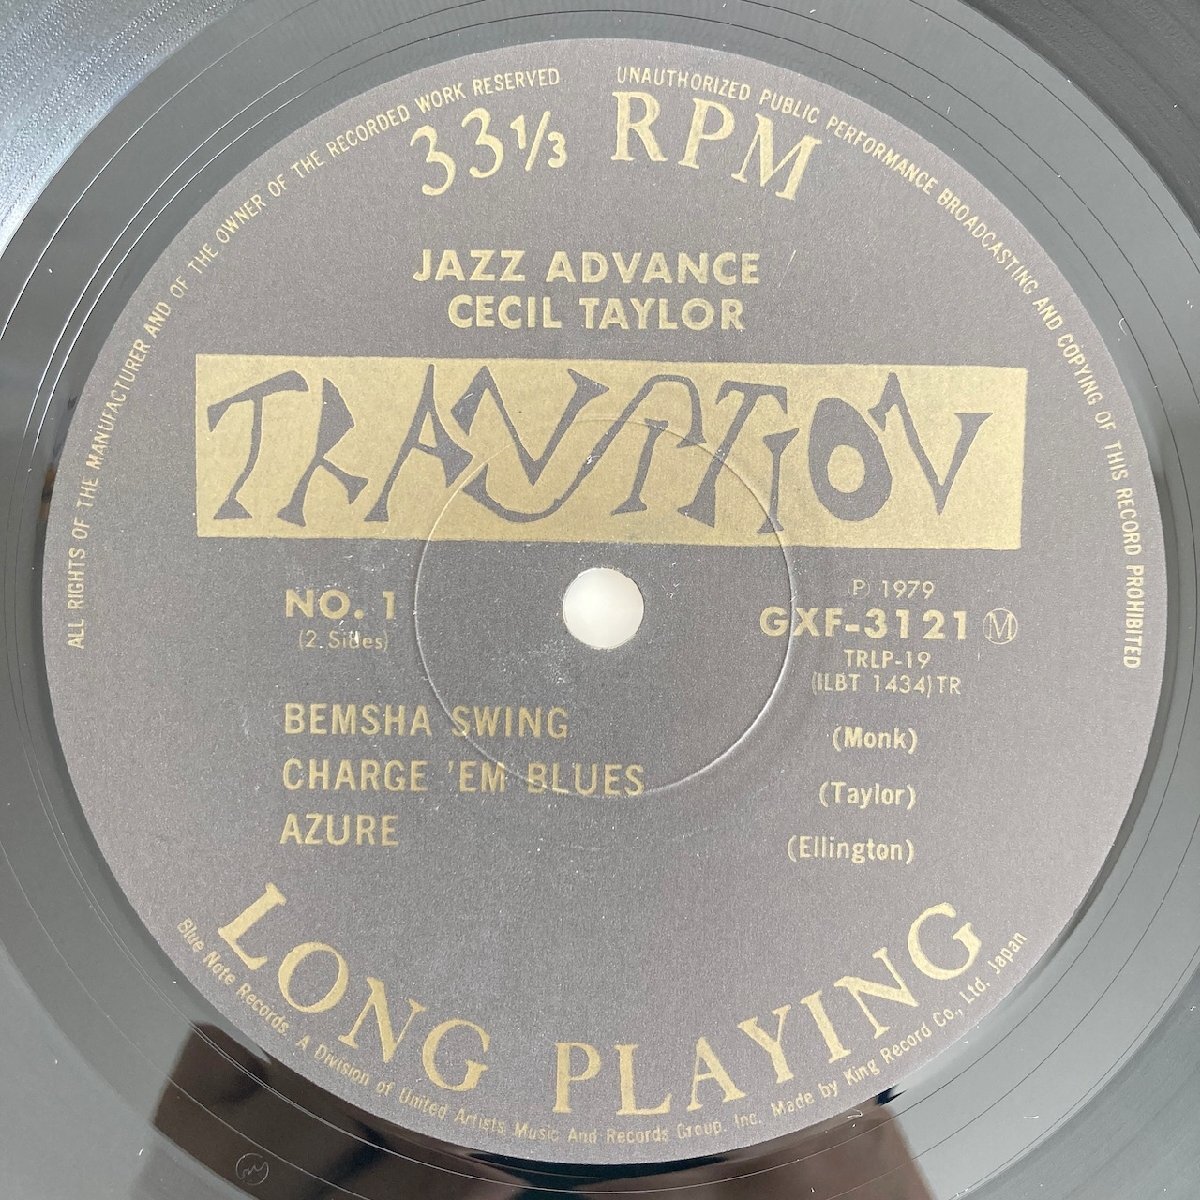 ALL RIGHTS OF THE MANUFACTURER AND OF THE OWNER OF THE RECORDED WORK RESERVED
UNAUTHORIZED PUBLIC PERFORMANCE BROADCASTING AND COPYING OF THIS RECORD PROHIBITED
33 1/3 RPM
JAZZ ADVANCE
CECIL TAYLOR
TRANSITION
NO. 1
(2 Sides)
Ⓟ 1979
GXF-3121 Ⓜ
TRLP-19
(ILBT 1434) TR
BEMSHA SWING (Monk)
CHARGE 'EM BLUES (Taylor)
AZURE (Ellington)
LONG PLAYING
Blue Note Records. A Division of United Artists Music And Records Group, Inc. Made by King Record Co., Ltd. Japan